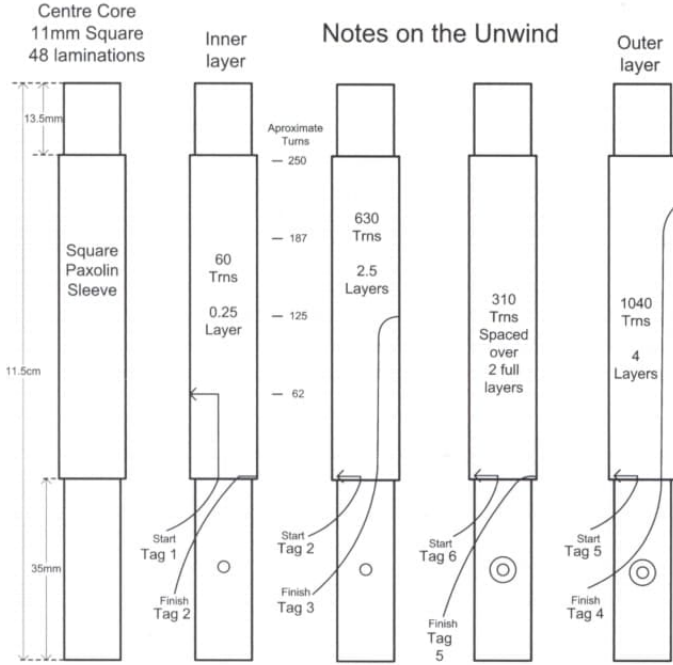 Notes on the Unwind
Centre Core
11mm Square
48 laminations
13.5mm
11.5cm
35mm
Square
Paxolin
Sleeve
Inner
layer
60
Trns
0.25
Layer
Start
Tag 1
Finish
Tag 2
Aproximate
Turns
250
187
125
62
630
Trns
2.5
Layers
Start
Tag 2
Finish
Tag 3
310
Trns
Spaced
over
2 full
layers
Start
Tag 6
Finish
Tag
5
Outer
layer
1040
Trns
4
Layers
Start
Tag 5
Finish
Tag 4